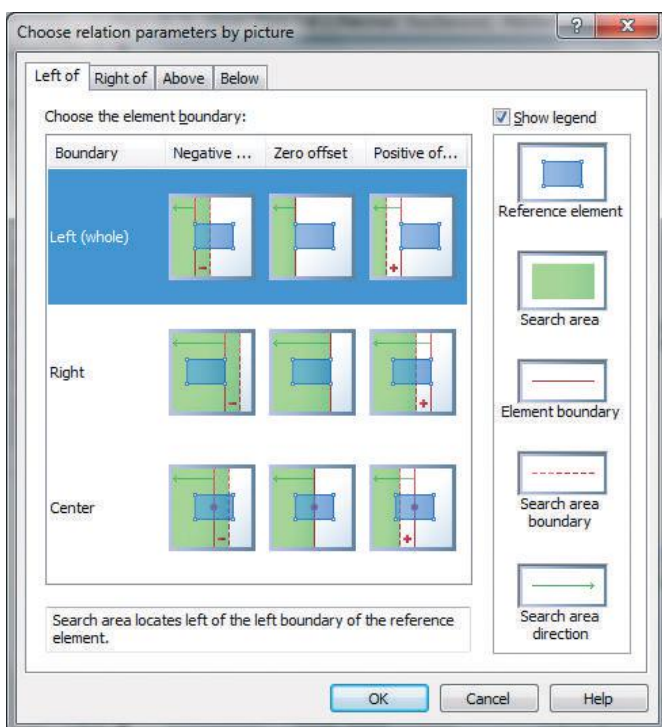 Choose relation parameters by picture
Left of Right of Above Below
Choose the element boundary:
Show legend
Boundary Negative ... Zero offset Positive of...
Left (whole)
Right
Center
Reference element
Search area
Element boundary
Search area
boundary
Search area
direction
Search area locates left of the left boundary of the reference
element.
OK Cancel Help